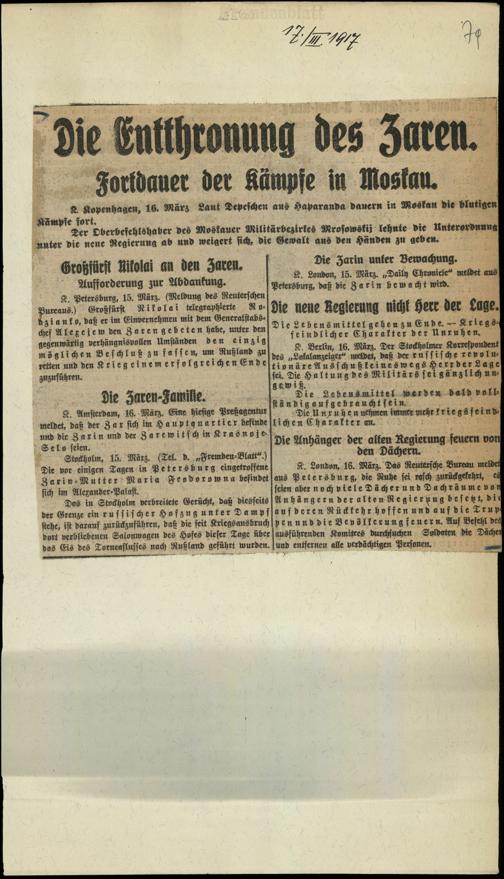 17./III 1917
70
Die Entthronung des Zaren.
Fortdauer der Kämpfe in Moskau.
K. Kopenhagen, 16. März. Laut Depeschen aus Haparanda dauern in Moskau die blutigen
Kämpfe fort.
Der Oberbefehlshaber des Moskauer Militärbezirkes Mrosowskij lehnte die Unterordnung
unter die neue Regierung ab und weigert sich, die Gewalt aus den Händen zu geben.
Großfürst Nikolai an den Zaren.
Aufforderung zur Abdankung.
K. Petersburg, 15. März. (Meldung des Reuterschen
Bureaus.) Großfürst Nikolai telegraphierte Ro-
dzianko, daß er im Einvernehmen mit dem Generalstabs-
chef Alexejew den Zaren gebeten habe, unter den
gegenwärtig verhängnisvollen Umständen den einzig
möglichen Beschluß zu fassen, um Rußland zu
retten und den Krieg einem erfolgreichen Ende
zuzuführen.
Die Zaren-Familie.
K. Amsterdam, 16. März. Eine hiesige Preßagentur
meldet, daß der Zar sich im Hauptquartier befinde
und die Zarin und der Zarewitsch in Krasnoje-
Selo seien.
Stockholm, 15. März. (Tel. d. „Fremden-Blatt“.)
Die vor einigen Tagen in Petersburg eingetroffene
Zarin-Mutter Maria Feodorowna befindet
sich im Alexander-Palast.
Das in Stockholm verbreitete Gerücht, daß diesseits
der Grenze ein russischer Hofzug unter Dampf
stehe, ist darauf zurückzuführen, daß die seit Kriegsausbruch
dort verbliebenen Salonwagen des Hofes dieser Tage über
das Eis des Torneaflusses nach Rußland geführt wurden.
Die Zarin unter Bewachung.
K. London, 15. März. „Daily Chronicle“ meldet aus
Petersburg, daß die Zarin bewacht wird.
Die neue Regierung nicht Herr der Lage.
Die Lebensmittel gehen zu Ende. — Kriegs-
feindlicher Charakter der Unruhen.
K. Berlin, 16. März. Der Stockholmer Korrespondent
des „Lokalanzeiger“ meldet, daß der russische revolu-
tionäre Ausschuß keineswegs Herr der Lage
sei. Die Haltung des Militärs sei gänzlich un-
gewiß.
Die Lebensmittel werden bald voll-
ständig aufgebraucht sein.
Die Unruhen nehmen immer mehr kriegsfeind-
lichen Charakter an.
Die Anhänger der alten Regierung feuern von
den Dächern.
K. London, 16. März. Das Reutersche Bureau meldet
aus Petersburg, die Ruhe sei rasch zurückgekehrt, es
seien aber noch viele Dächer und Dachräume von
Anhängern der alten Regierung besetzt, die
auf deren Rückkehr hoffen und auf die Trup-
pen und die Bevölkerung feuern. Auf Befehl des
ausführenden Komitees durchsuchen Soldaten die Dächer
und entfernen alle verdächtigen Personen.